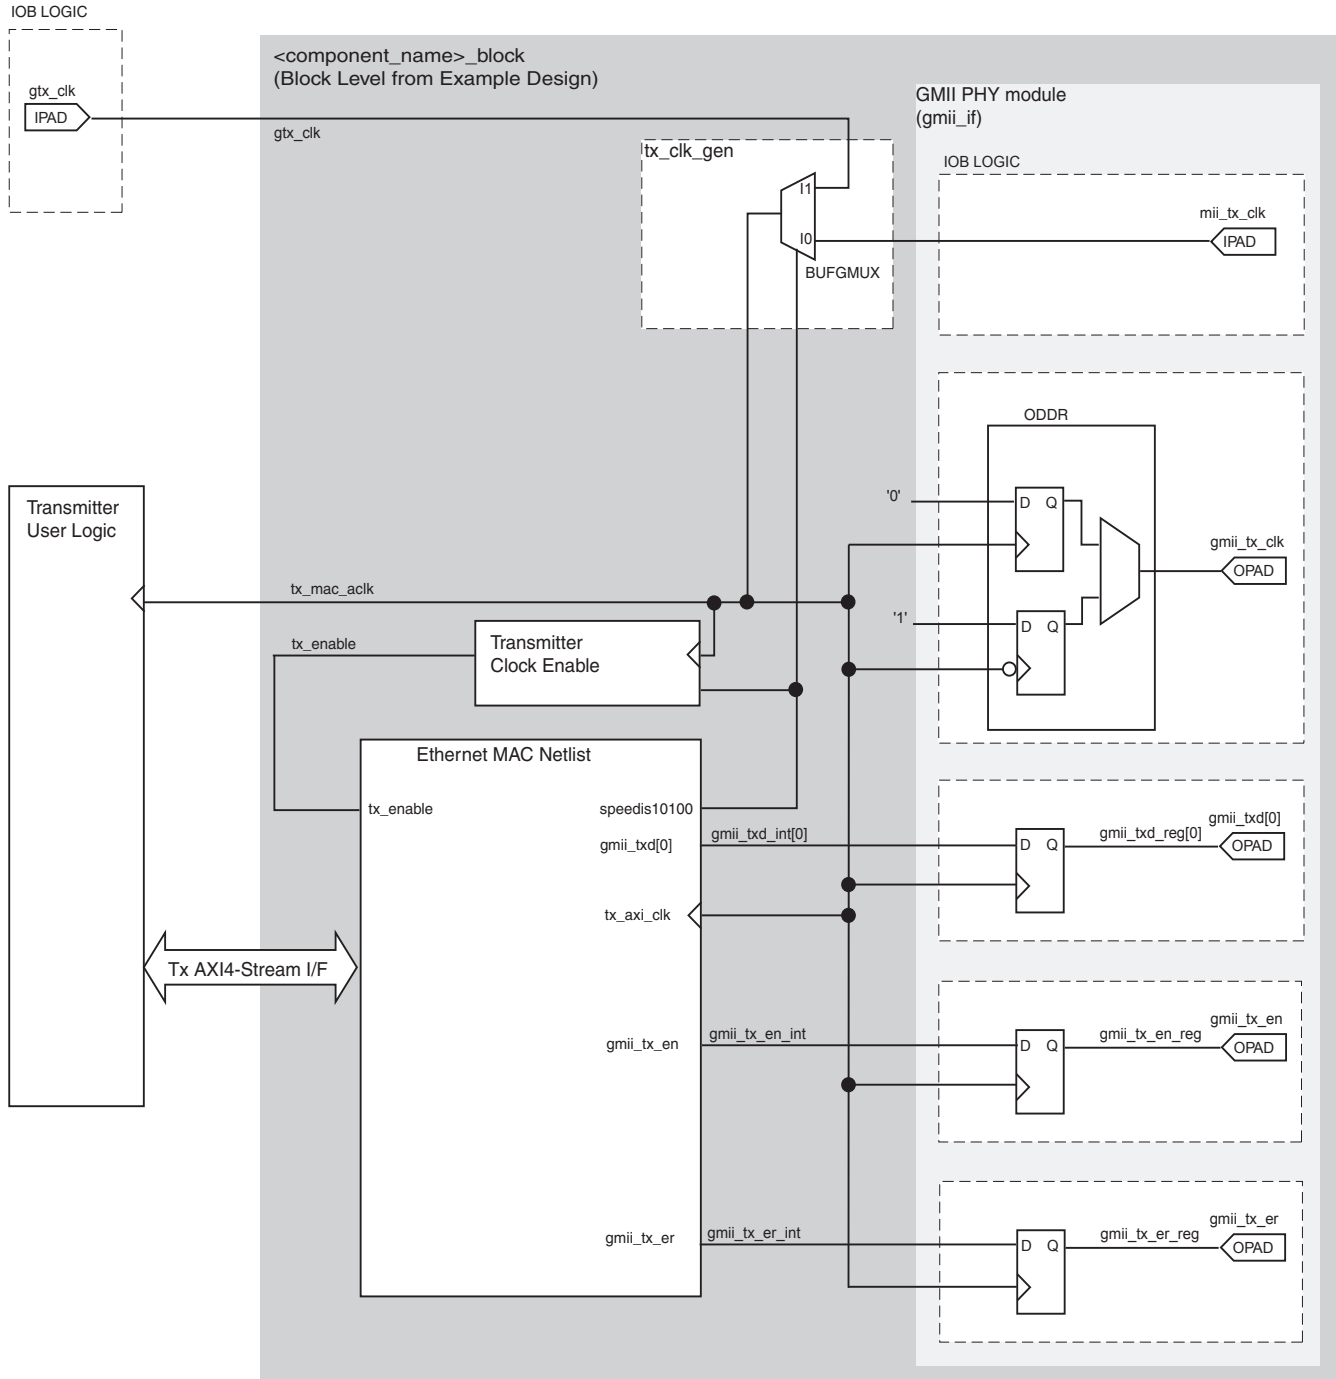 IOB LOGIC
<component_name>_block
(Block Level from Example Design)
gtx_clk
IPAD
gtx_clk
GMII PHY module
(gmii_if)
tx_clk_gen
IOB LOGIC
I1
I0
BUFGMUX
mii_tx_clk
IPAD
ODDR
'0'
D Q
gmii_tx_clk
OPAD
'1'
D Q
Transmitter
User Logic
tx_mac_aclk
tx_enable
Transmitter
Clock Enable
Ethernet MAC Netlist
tx_enable
speedis10100
gmii_txd[0]
gmii_txd_int[0]
D Q
gmii_txd_reg[0]
gmii_txd[0]
OPAD
tx_axi_clk
Tx AXI4-Stream I/F
gmii_tx_en
gmii_tx_en_int
D Q
gmii_tx_en_reg
gmii_tx_en
OPAD
gmii_tx_er
gmii_tx_er_int
D Q
gmii_tx_er_reg
gmii_tx_er
OPAD